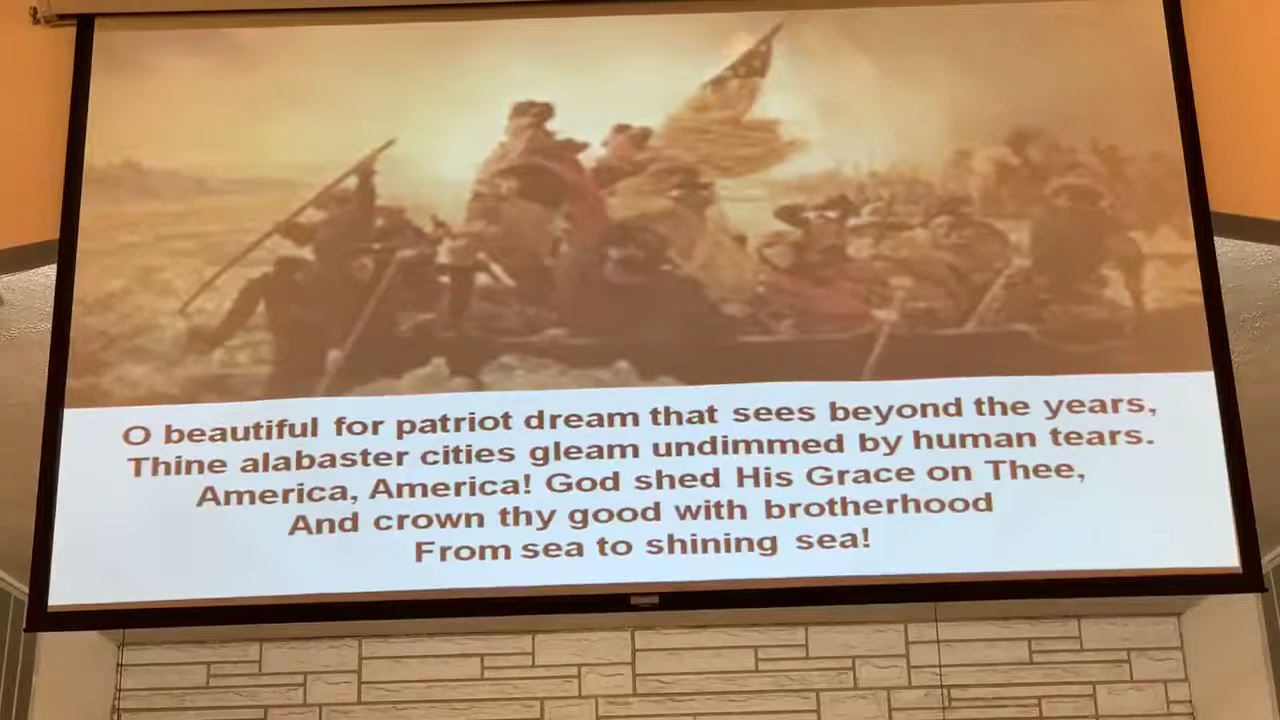 O beautiful for patriot dream that sees beyond the years,
Thine alabaster cities gleam undimmed by human tears.
America, America! God shed His Grace on Thee,
And crown thy good with brotherhood
From sea to shining sea!